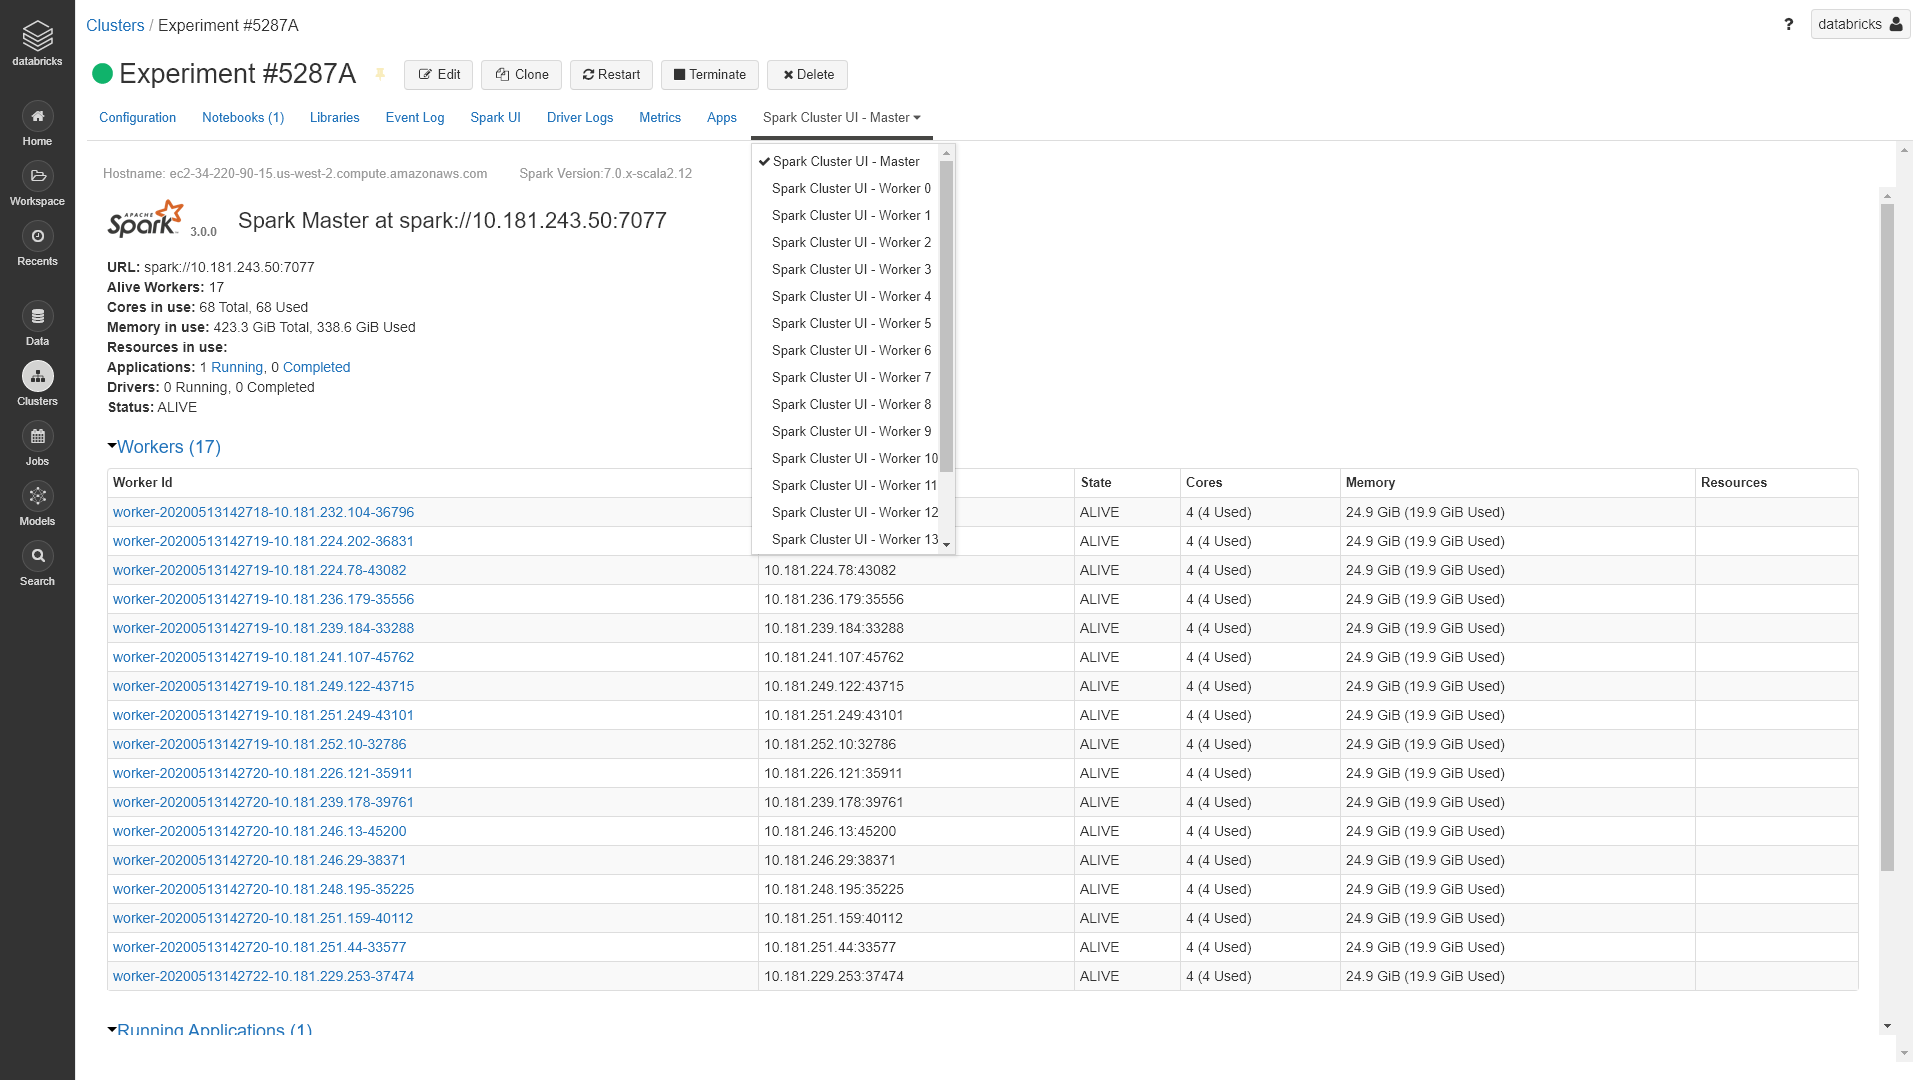 databricks
Home
Workspace
Recents
Data
Clusters
Jobs
Models
Search
Clusters / Experiment #5287A
? databricks
Experiment #5287A Edit Clone Restart Terminate Delete
Configuration Notebooks (1) Libraries Event Log Spark UI Driver Logs Metrics Apps Spark Cluster UI - Master
Spark Cluster UI - Master
Spark Cluster UI - Worker 0
Spark Cluster UI - Worker 1
Spark Cluster UI - Worker 2
Spark Cluster UI - Worker 3
Spark Cluster UI - Worker 4
Spark Cluster UI - Worker 5
Spark Cluster UI - Worker 6
Spark Cluster UI - Worker 7
Spark Cluster UI - Worker 8
Spark Cluster UI - Worker 9
Spark Cluster UI - Worker 10
Spark Cluster UI - Worker 11
Spark Cluster UI - Worker 12
Spark Cluster UI - Worker 13
Hostname: ec2-34-220-90-15.us-west-2.compute.amazonaws.com Spark Version:7.0.x-scala2.12
APACHE Spark 3.0.0 Spark Master at spark://10.181.243.50:7077
URL: spark://10.181.243.50:7077
Alive Workers: 17
Cores in use: 68 Total, 68 Used
Memory in use: 423.3 GiB Total, 338.6 GiB Used
Resources in use:
Applications: 1 Running, 0 Completed
Drivers: 0 Running, 0 Completed
Status: ALIVE
Workers (17)
Worker Id State Cores Memory Resources
worker-20200513142718-10.181.232.104-36796 ALIVE 4 (4 Used) 24.9 GiB (19.9 GiB Used)
worker-20200513142719-10.181.224.202-36831 ALIVE 4 (4 Used) 24.9 GiB (19.9 GiB Used)
worker-20200513142719-10.181.224.78-43082 10.181.224.78:43082 ALIVE 4 (4 Used) 24.9 GiB (19.9 GiB Used)
worker-20200513142719-10.181.236.179-35556 10.181.236.179:35556 ALIVE 4 (4 Used) 24.9 GiB (19.9 GiB Used)
worker-20200513142719-10.181.239.184-33288 10.181.239.184:33288 ALIVE 4 (4 Used) 24.9 GiB (19.9 GiB Used)
worker-20200513142719-10.181.241.107-45762 10.181.241.107:45762 ALIVE 4 (4 Used) 24.9 GiB (19.9 GiB Used)
worker-20200513142719-10.181.249.122-43715 10.181.249.122:43715 ALIVE 4 (4 Used) 24.9 GiB (19.9 GiB Used)
worker-20200513142719-10.181.251.249-43101 10.181.251.249:43101 ALIVE 4 (4 Used) 24.9 GiB (19.9 GiB Used)
worker-20200513142719-10.181.252.10-32786 10.181.252.10:32786 ALIVE 4 (4 Used) 24.9 GiB (19.9 GiB Used)
worker-20200513142720-10.181.226.121-35911 10.181.226.121:35911 ALIVE 4 (4 Used) 24.9 GiB (19.9 GiB Used)
worker-20200513142720-10.181.239.178-39761 10.181.239.178:39761 ALIVE 4 (4 Used) 24.9 GiB (19.9 GiB Used)
worker-20200513142720-10.181.246.13-45200 10.181.246.13:45200 ALIVE 4 (4 Used) 24.9 GiB (19.9 GiB Used)
worker-20200513142720-10.181.246.29-38371 10.181.246.29:38371 ALIVE 4 (4 Used) 24.9 GiB (19.9 GiB Used)
worker-20200513142720-10.181.248.195-35225 10.181.248.195:35225 ALIVE 4 (4 Used) 24.9 GiB (19.9 GiB Used)
worker-20200513142720-10.181.251.159-40112 10.181.251.159:40112 ALIVE 4 (4 Used) 24.9 GiB (19.9 GiB Used)
worker-20200513142720-10.181.251.44-33577 10.181.251.44:33577 ALIVE 4 (4 Used) 24.9 GiB (19.9 GiB Used)
worker-20200513142722-10.181.229.253-37474 10.181.229.253:37474 ALIVE 4 (4 Used) 24.9 GiB (19.9 GiB Used)
Running Applications (1)